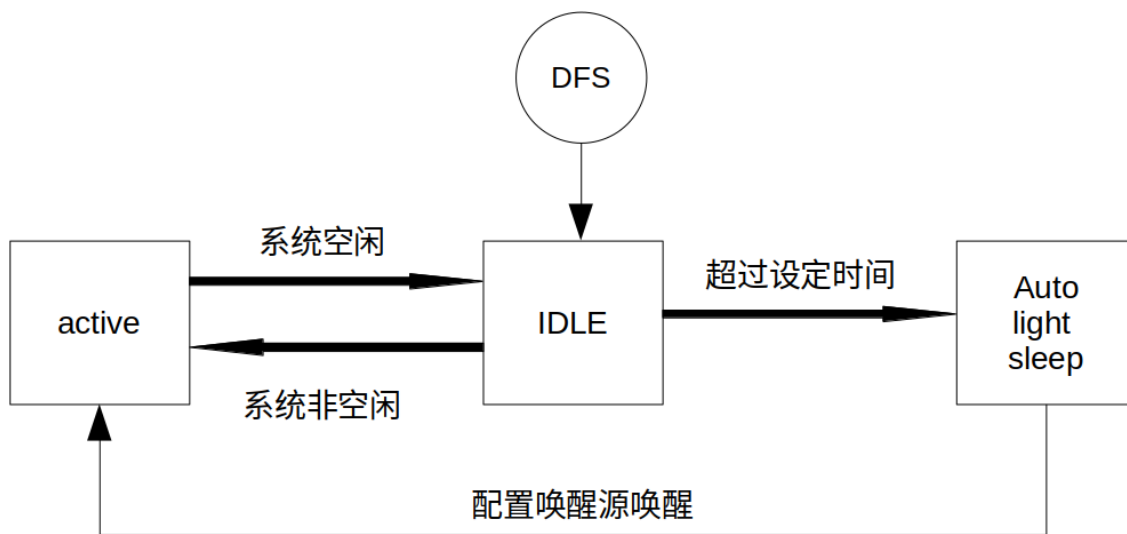 DFS
系统空闲
active
系统非空闲
IDLE
超过设定时间
Auto
light
sleep
配置唤醒源唤醒